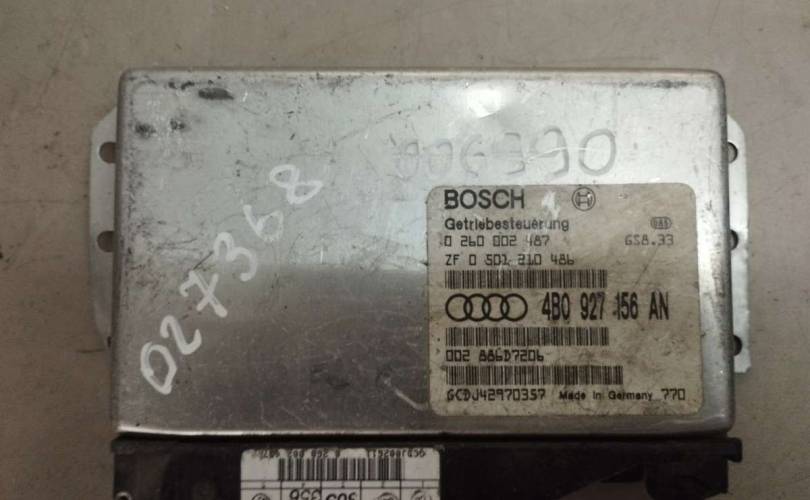 006990
027368
BOSCH
Getriebesteuerung
0 260 002 487 GS8.33
ZF 0 501 210 486
4B0 927 156 AN
002 886D7206
GCDJ42970357 Made in Germany 770